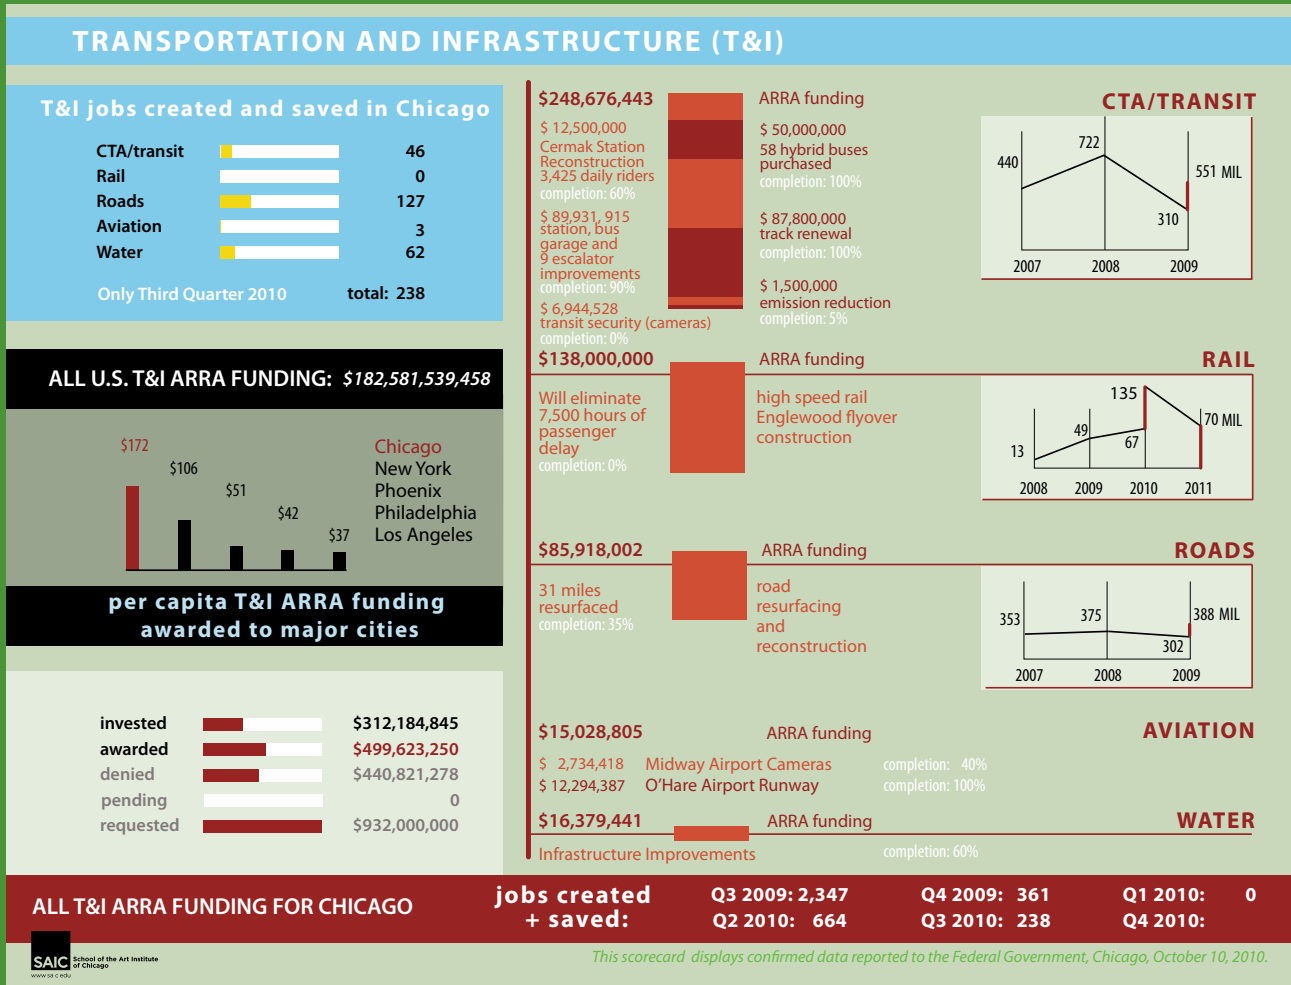 TRANSPORTATION AND INFRASTRUCTURE (T&I)
T&I jobs created and saved in Chicago
CTA/transit 46
Rail 0
Roads 127
Aviation 3
Water 62
Only Third Quarter 2010 total: 238
ALL U.S. T&I ARRA FUNDING: $182,581,539,458
$172
$106
$51
$42
$37
Chicago
New York
Phoenix
Philadelphia
Los Angeles
per capita T&I ARRA funding
awarded to major cities
invested $312,184,845
awarded $499,623,250
denied $440,821,278
pending 0
requested $932,000,000
$248,676,443 ARRA funding
CTA/TRANSIT
$ 12,500,000
Cermak Station
Reconstruction
3,425 daily riders
completion: 60%
$ 89,931, 915
station, bus
garage and
9 escalator
improvements
completion: 90%
$ 6,944,528
transit security (cameras)
completion: 0%
$ 50,000,000
58 hybrid buses
purchased
completion: 100%
$ 87,800,000
track renewal
completion: 100%
$ 1,500,000
emission reduction
completion: 5%
440
722
551 MIL
310
2007 2008 2009
$138,000,000 ARRA funding
RAIL
Will eliminate
7,500 hours of
passenger
delay
completion: 0%
high speed rail
Englewood flyover
construction
13
49
135
67
70 MIL
2008 2009 2010 2011
$85,918,002 ARRA funding
ROADS
31 miles
resurfaced
completion: 35%
road
resurfacing
and
reconstruction
353
375
388 MIL
302
2007 2008 2009
$15,028,805 ARRA funding
AVIATION
$ 2,734,418 Midway Airport Cameras completion: 40%
$ 12,294,387 O’Hare Airport Runway completion: 100%
$16,379,441 ARRA funding
WATER
Infrastructure Improvements completion: 60%
ALL T&I ARRA FUNDING FOR CHICAGO
jobs created
+ saved:
Q3 2009: 2,347 Q4 2009: 361 Q1 2010: 0
Q2 2010: 664 Q3 2010: 238 Q4 2010:
SAIC School of the Art Institute
of Chicago
www.saic.edu
This scorecard displays confirmed data reported to the Federal Government, Chicago, October 10, 2010.